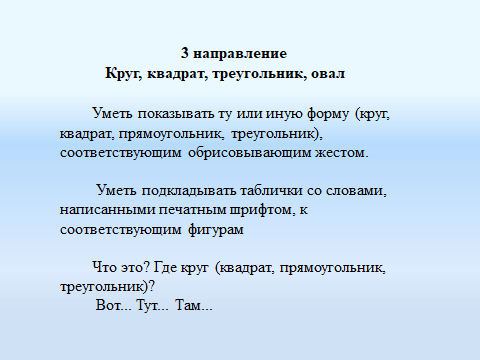 3 направление
Круг, квадрат, треугольник, овал
Уметь показывать ту или иную форму (круг,
квадрат, прямоугольник, треугольник),
соответствующим обрисовывающим жестом.
Уметь подкладывать таблички со словами,
написанными печатным шрифтом, к
соответствующим фигурам
Что это? Где круг (квадрат, прямоугольник,
треугольник)?
Вот... Тут... Там...